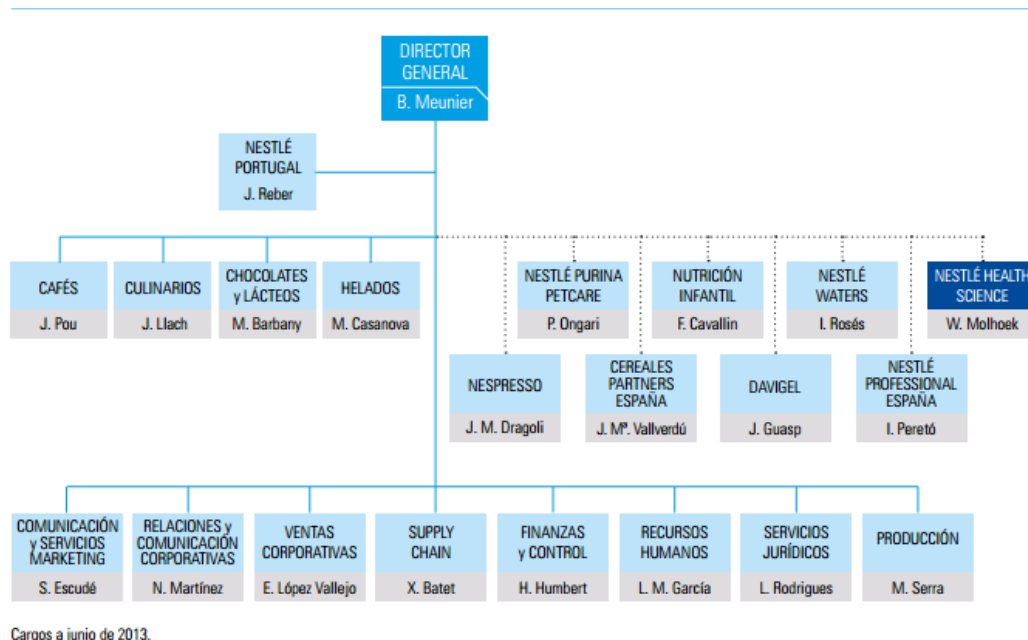 DIRECTOR
GENERAL
B. Meunier
NESTLÉ
PORTUGAL
J. Reber
CAFÉS
J. Pou
CULINARIOS
J. Llach
CHOCOLATES
y LÁCTEOS
M. Barbany
HELADOS
M. Casanova
NESTLÉ PURINA
PETCARE
P. Ongari
NUTRICIÓN
INFANTIL
F. Cavallin
NESTLÉ
WATERS
I. Rosés
NESTLÉ HEALTH
SCIENCE
W. Molhoek
NESPRESSO
J. M. Dragoli
CEREALES
PARTNERS
ESPAÑA
J. Mª. Vallverdú
DAVIGEL
J. Guasp
NESTLÉ
PROFESSIONAL
ESPAÑA
I. Peretó
COMUNICACIÓN
y SERVICIOS
MARKETING
S. Escudé
RELACIONES y
COMUNICACIÓN
CORPORATIVAS
N. Martínez
VENTAS
CORPORATIVAS
E. López Vallejo
SUPPLY
CHAIN
X. Batet
FINANZAS
y CONTROL
H. Humbert
RECURSOS
HUMANOS
L. M. García
SERVICIOS
JURÍDICOS
L. Rodrigues
PRODUCCIÓN
M. Serra
Cargos a junio de 2013.